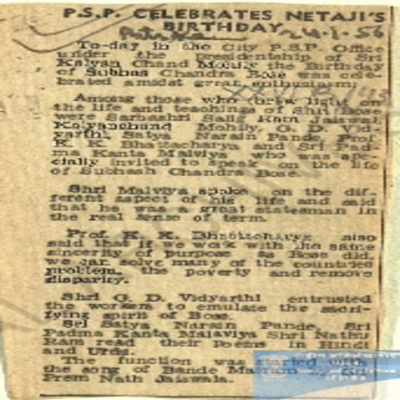 P.S.P. CELEBRATES NETAJI'S
BIRTHDAY
24-1-56
To-day in the City P.S.P. Office
under the presidentship of Sri
Kalyan Chand Mohly the Birthday
of Subhas Chandra Bose was cele-
brated amidst great enthusiasm.
Among those who threw light on
the life and teachings of Shri Bose
were Sarbashri Salig Ram Jaiswal,
Kalyanchand Mohily, G. D. Vid
yarthi, Satya Narain Pande, Prof.
K. K. Bhattacharya and Sri Pad-
ma Kanta Malviya who was spe-
cially invited to speak on the life
of Subhash Chandra Bose.
Shri Malviya spoke on the dif-
ferent aspect of his life and said
that he was a great statesman in
the real sense of term.
Prof. K. K. Bhattacharya also
said that if we work with the same
sincerity of purpose as Bose did,
we can solve many of the countries
problem, the poverty and remove
disparity.
Shri G. D. Vidyarthi entrusted
the workers to emulate the sacri-
fying spirit of Bose.
Sri Satya Narain Pande, Sri
Padma Kanta Malaviya Shri Nathu
Ram read their poems in Hindi
and Urdu.
The function was started with
the song of Bande Matram by
Prem Nath Jaiswala.